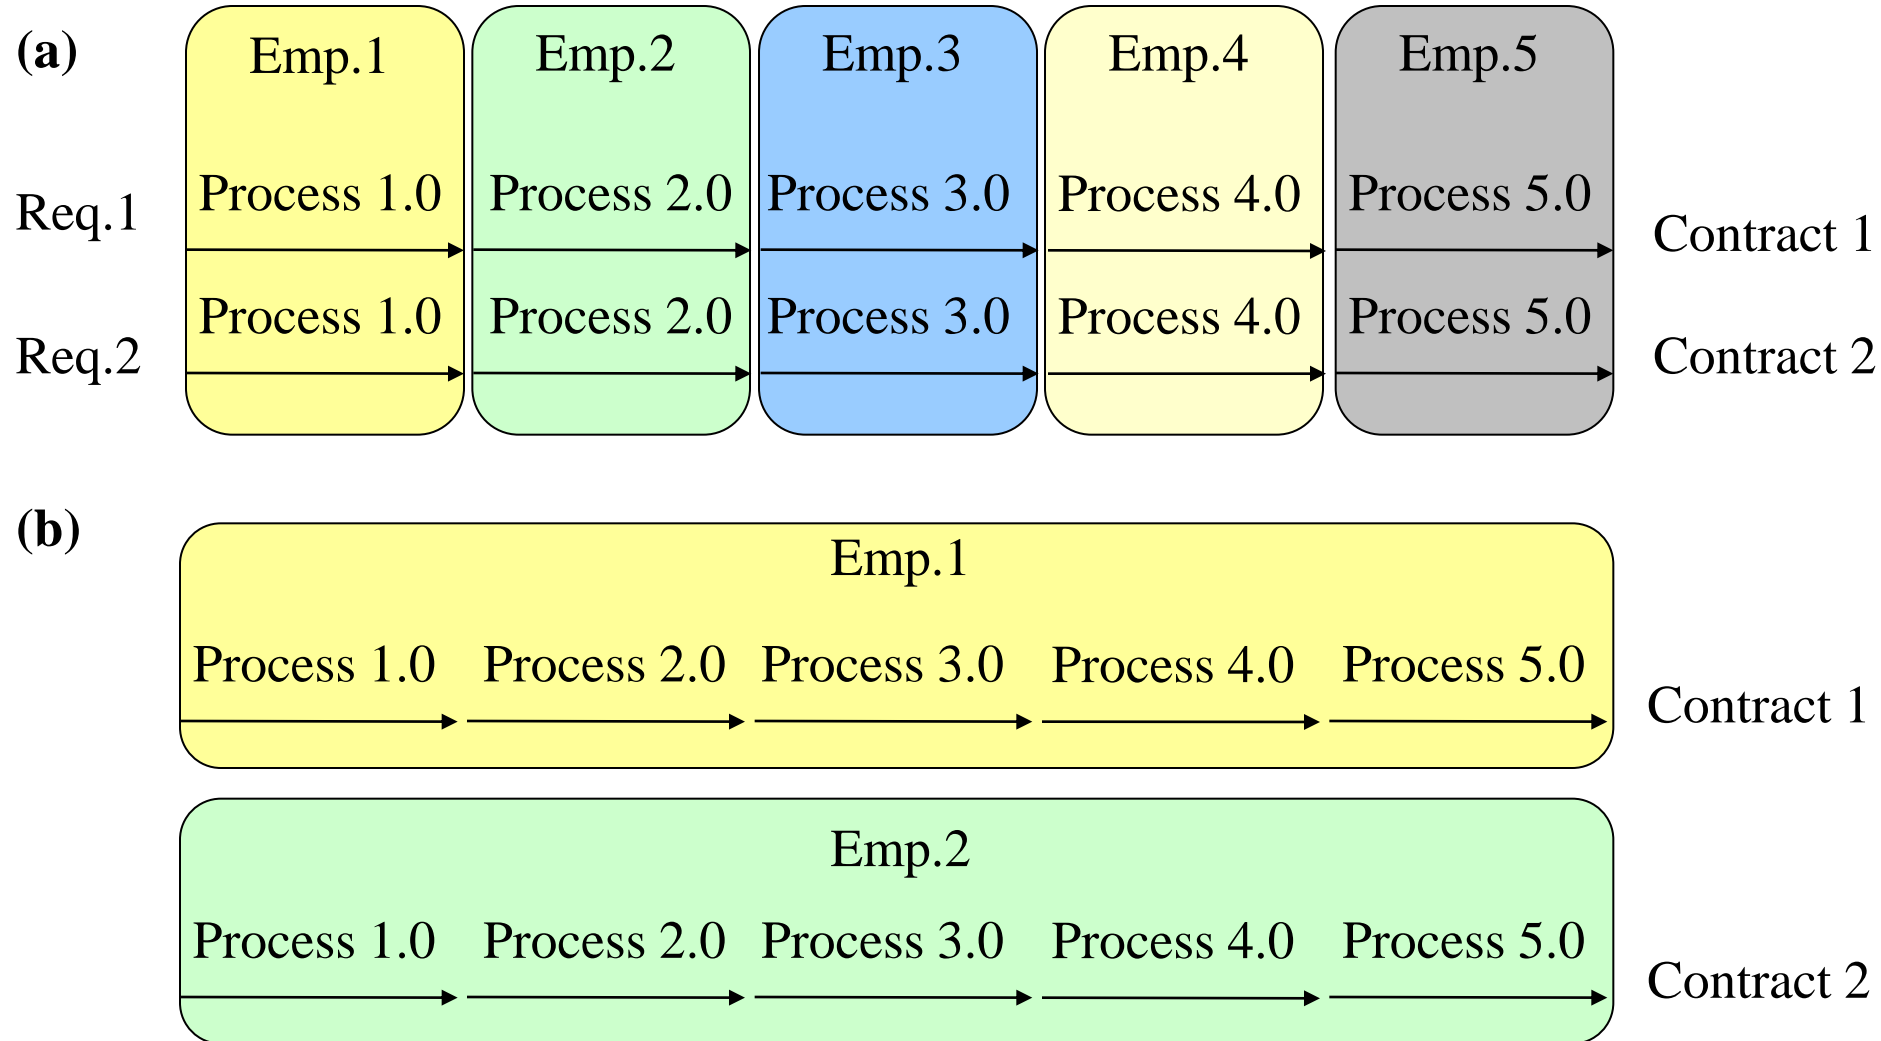 (a) Emp.1 Emp.2 Emp.3 Emp.4 Emp.5
Process 1.0 Process 2.0 Process 3.0 Process 4.0 Process 5.0
Req.1 Contract 1
Process 1.0 Process 2.0 Process 3.0 Process 4.0 Process 5.0
Req.2 Contract 2
(b)
Emp.1
Process 1.0 Process 2.0 Process 3.0 Process 4.0 Process 5.0
Contract 1
Emp.2
Process 1.0 Process 2.0 Process 3.0 Process 4.0 Process 5.0
Contract 2